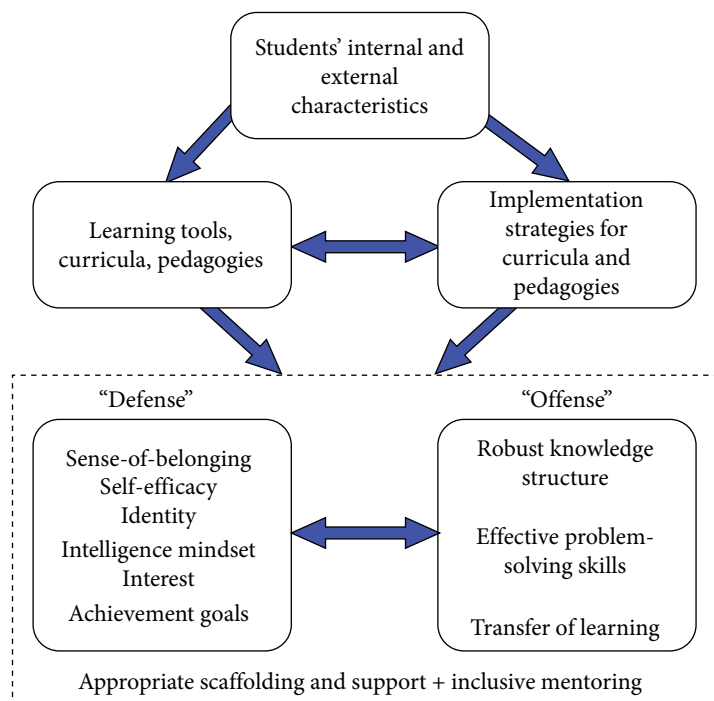 Students’ internal and
external
characteristics
Learning tools,
curricula, pedagogies
Implementation
strategies for
curricula and
pedagogies
“Defense”
Sense-of-belonging
Self-efficacy
Identity
Intelligence mindset
Interest
Achievement goals
“Offense”
Robust knowledge
structure
Effective problem-
solving skills
Transfer of learning
Appropriate scaffolding and support + inclusive mentoring